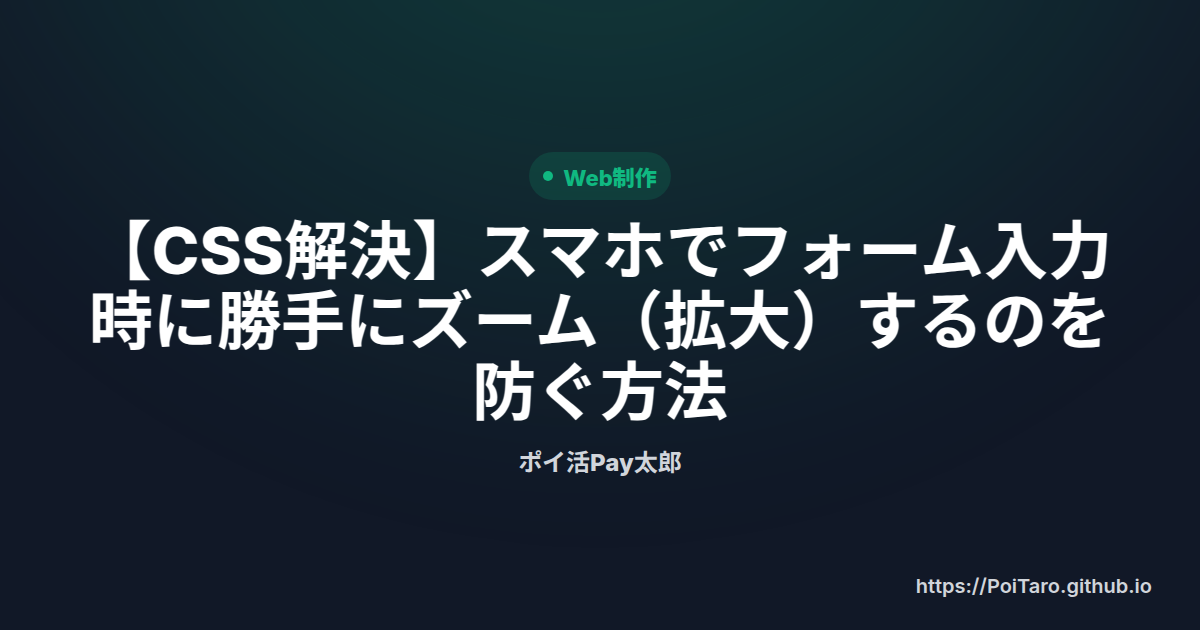 Web制作
【CSS解決】スマホでフォーム入力
時に勝手にズーム（拡大）するのを
防ぐ方法
ポイ活Pay太郎
https://PoiTaro.github.io